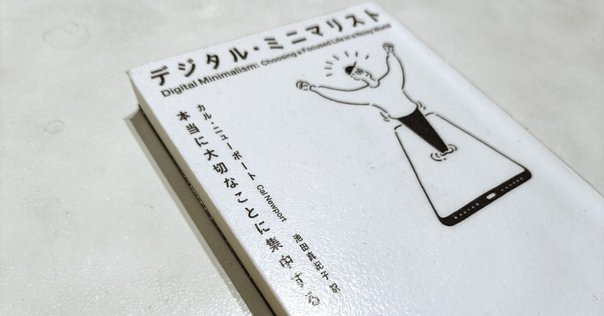 デジタル・ミニマリスト
Digital Minimalism: Choosing a Focused Life in a Noisy World
カル・ニューポート Cal Newport
池田真紀子 訳
本当に大切なことに集中する